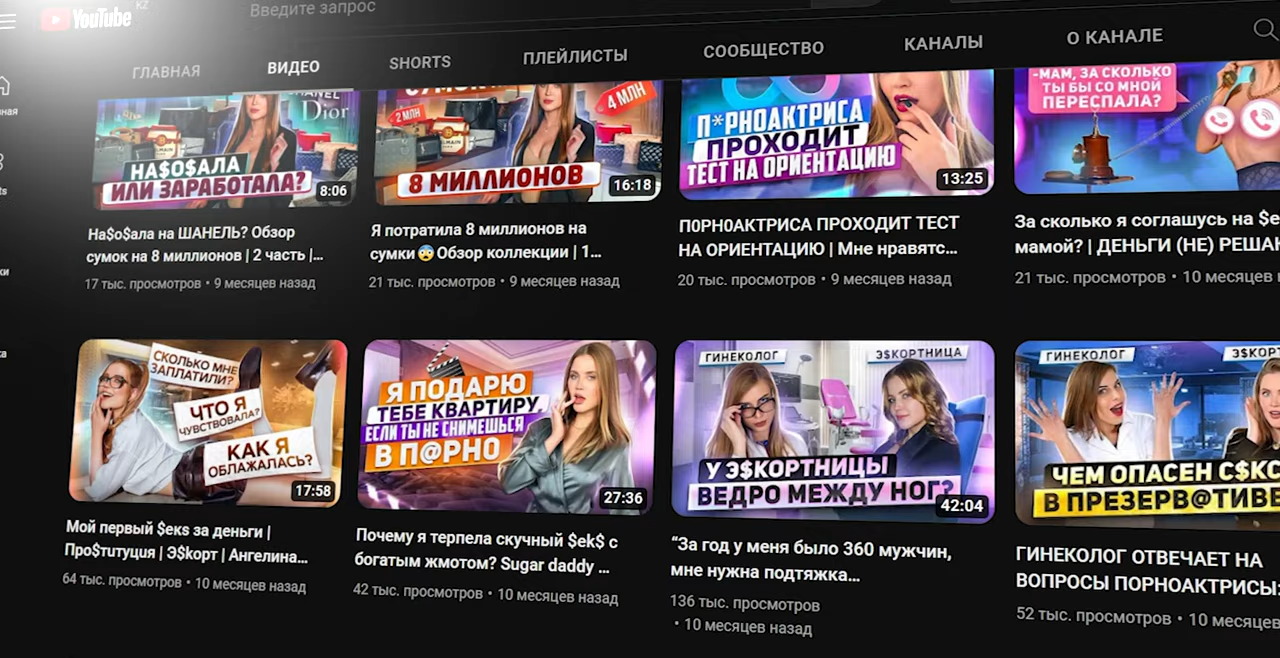 YouTube KZ
Введите запрос
ГЛАВНАЯ
ВИДЕО
SHORTS
ПЛЕЙЛИСТЫ
СООБЩЕСТВО
КАНАЛЫ
О КАНАЛЕ
Dior
НА$О$АЛА
ИЛИ ЗАРАБОТАЛА?
8:06
2 МЛН
4 МЛН
8 МИЛЛИОНОВ
16:18
П*РНОАКТРИСА
ПРОХОДИТ
ТЕСТ НА ОРИЕНТАЦИЮ
13:25
-МАМ, ЗА СКОЛЬКО
ТЫ БЫ СО МНОЙ
ПЕРЕСПАЛА?
На$о$ала на ШАНЕЛЬ? Обзор
сумок на 8 миллионов | 2 часть |...
17 тыс. просмотров • 9 месяцев назад
Я потратила 8 миллионов на
сумки😨Обзор коллекции | 1...
21 тыс. просмотров • 9 месяцев назад
П0РН0АКТРИСА ПРОХОДИТ ТЕСТ
НА ОРИЕНТАЦИЮ | Мне нравятс...
20 тыс. просмотров • 9 месяцев назад
За сколько я соглашусь на $е
мамой? | ДЕНЬГИ (НЕ) РЕША
21 тыс. просмотров • 10 месяцев
СКОЛЬКО МНЕ
ЗАПЛАТИЛИ?
ЧТО Я
ЧУВСТВОВАЛА?
КАК Я
ОБЛАЖАЛАСЬ?
17:58
Я ПОДАРЮ
ТЕБЕ КВАРТИРУ,
ЕСЛИ ТЫ НЕ СНИМЕШЬСЯ
В П@РНО
27:36
ГИНЕКОЛОГ
Э$КОРТНИЦА
У Э$КОРТНИЦЫ
ВЕДРО МЕЖДУ НОГ?
42:04
ГИНЕКОЛОГ
Э$КОР
ЧЕМ ОПАСЕН С$КС
В ПРЕЗЕРВ@ТИВЕ
Мой первый $екs за деньги |
Про$титуция | Э$корт | Ангелина...
64 тыс. просмотров • 10 месяцев назад
Почему я терпела скучный $ek$ с
богатым жмотом? Sugar daddy ...
42 тыс. просмотров • 10 месяцев назад
“За год у меня было 360 мужчин,
мне нужна подтяжка...
136 тыс. просмотров
• 10 месяцев назад
ГИНЕКОЛОГ ОТВЕЧАЕТ НА
ВОПРОСЫ ПОРНОАКТРИСЫ:
52 тыс. просмотров • 10 месяцев